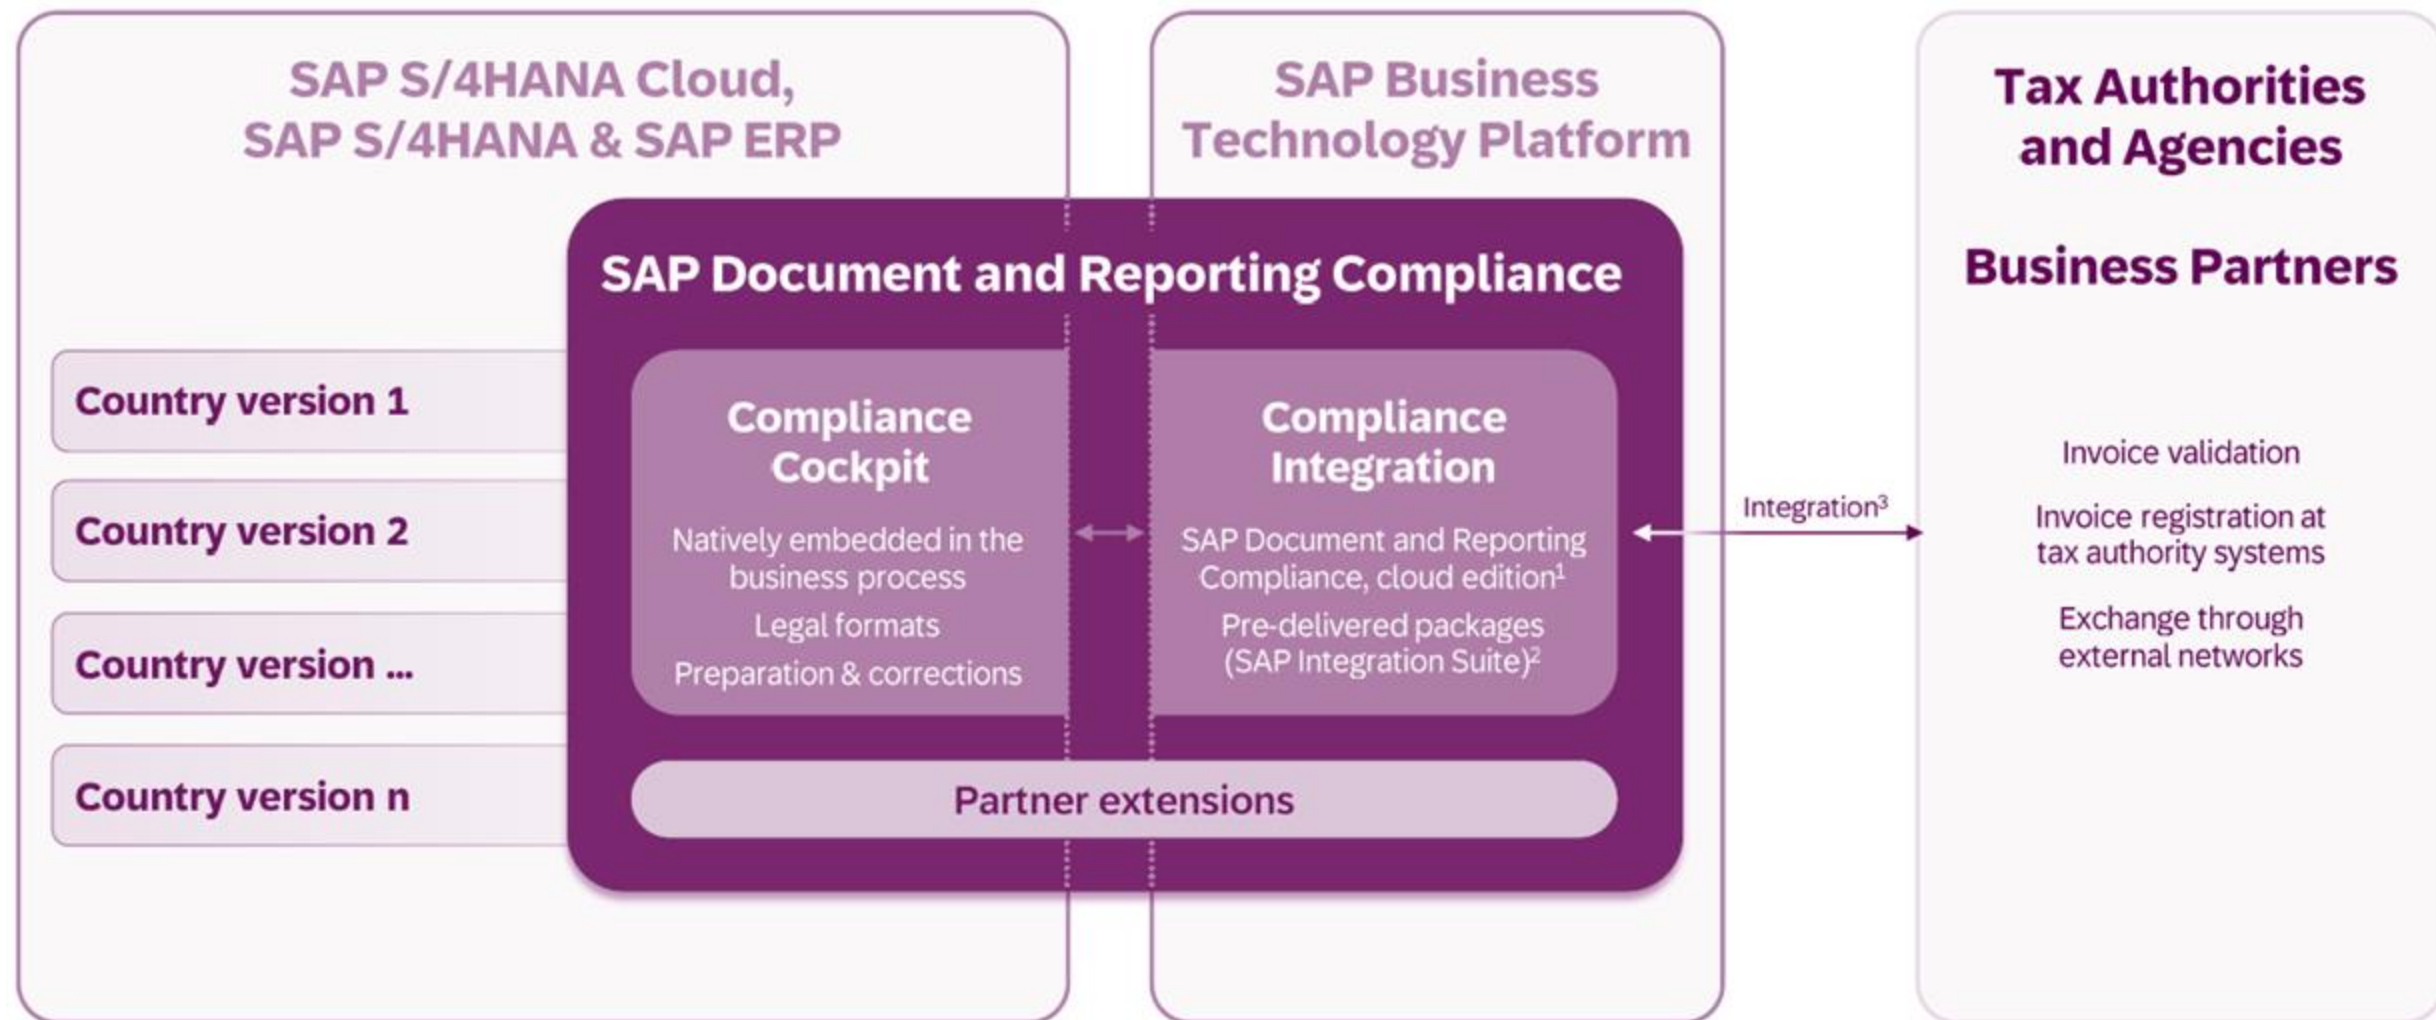 SAP S/4HANA Cloud,
SAP S/4HANA & SAP ERP
SAP Business
Technology Platform
Tax Authorities
and Agencies
Business Partners
SAP Document and Reporting Compliance
Country version 1
Country version 2
Country version ...
Country version n
Compliance
Cockpit
Natively embedded in the
business process
Legal formats
Preparation & corrections
Compliance
Integration
SAP Document and Reporting
Compliance, cloud edition¹
Pre-delivered packages
(SAP Integration Suite)²
Partner extensions
Integration³
Invoice validation
Invoice registration at
tax authority systems
Exchange through
external networks